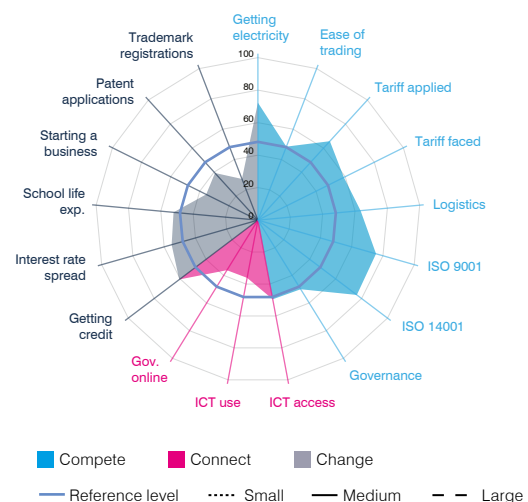 Getting
electricity
Ease of
trading
Tariff applied
Tariff faced
Logistics
ISO 9001
ISO 14001
Governance
ICT access
ICT use
Gov.
online
Getting
credit
Interest rate
spread
School life
exp.
Starting a
business
Patent
applications
Trademark
registrations
100
80
60
40
20
0
Compete
Connect
Change
Reference level
Small
Medium
Large